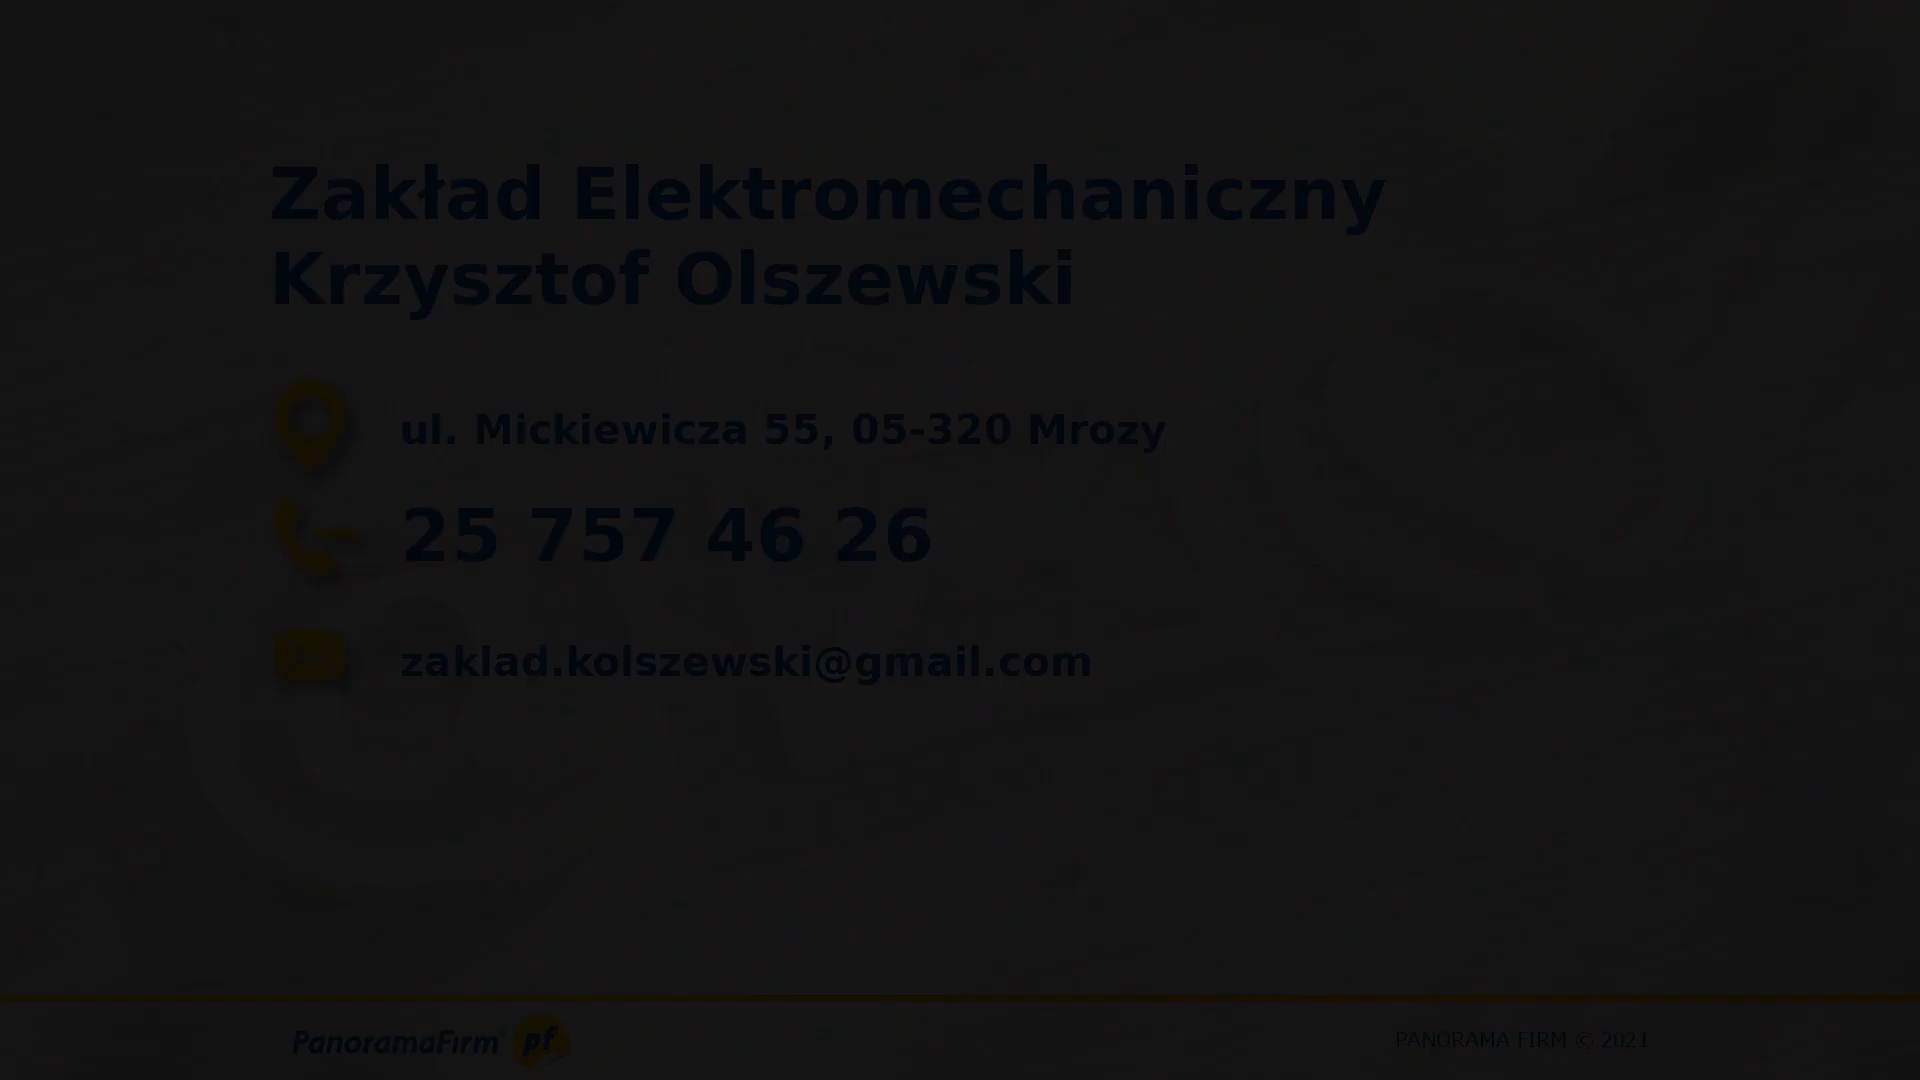 Zakład Elektromechaniczny
Krzysztof Olszewski
ul. Mickiewicza 55, 05-320 Mrozy
25 757 46 26
zaklad.kolszewski@gmail.com
PanoramaFirm pf
PANORAMA FIRM © 2021